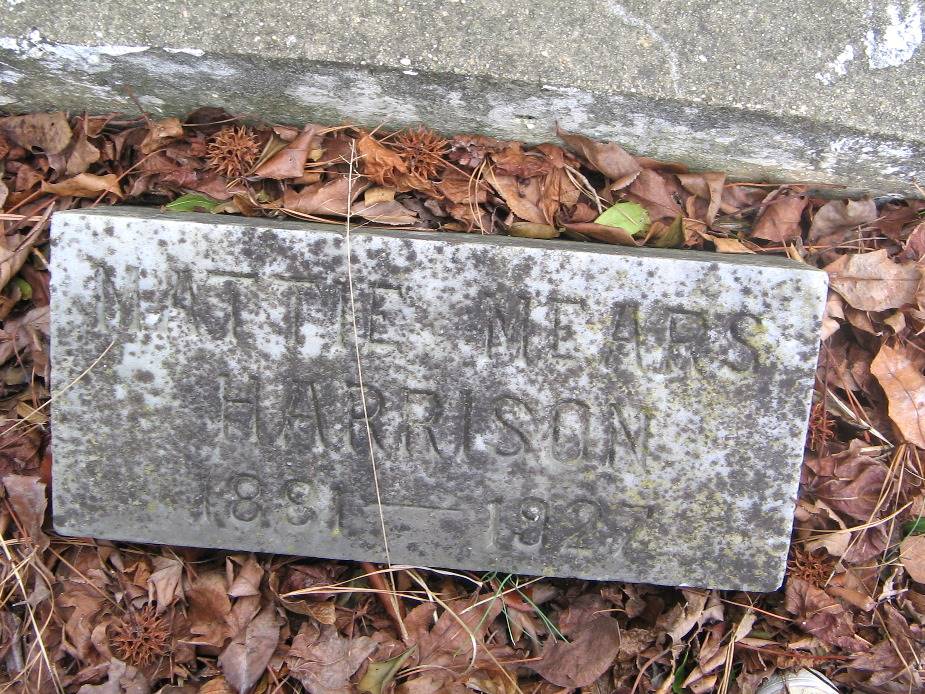 MATTIE MEARS
HARRISON
1881 — 1927